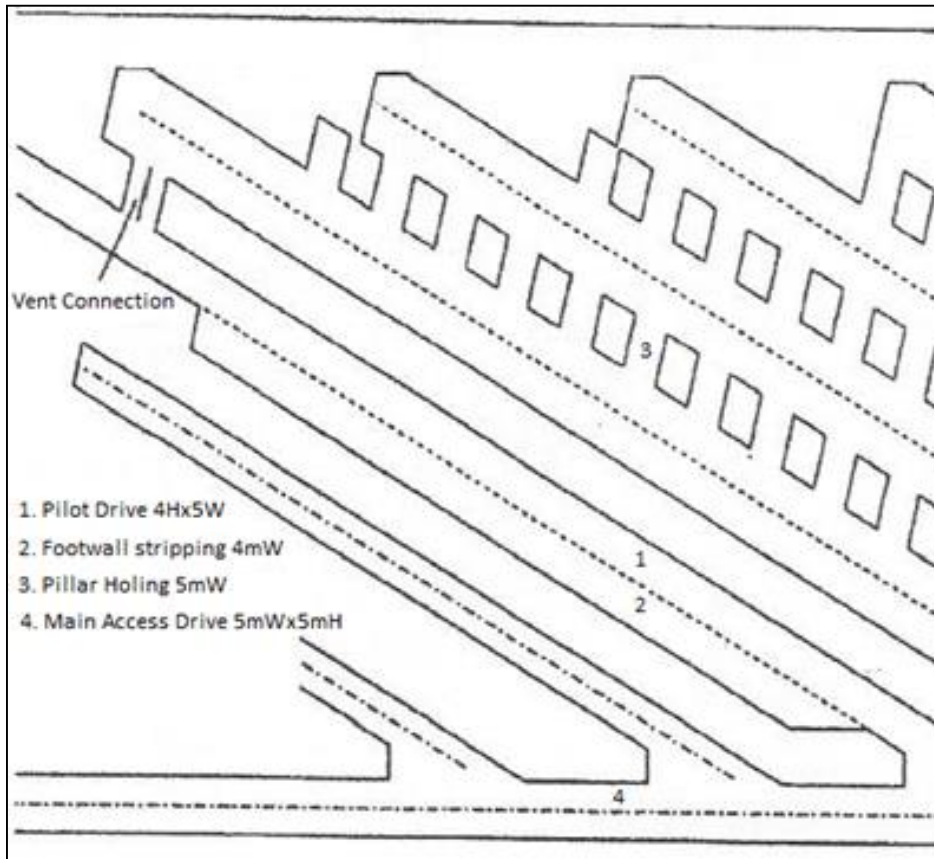 Vent Connection
3
1. Pilot Drive 4Hx5W
2. Footwall stripping 4mW
3. Pillar Holing 5mW
4. Main Access Drive 5mWx5mH
1
2
4